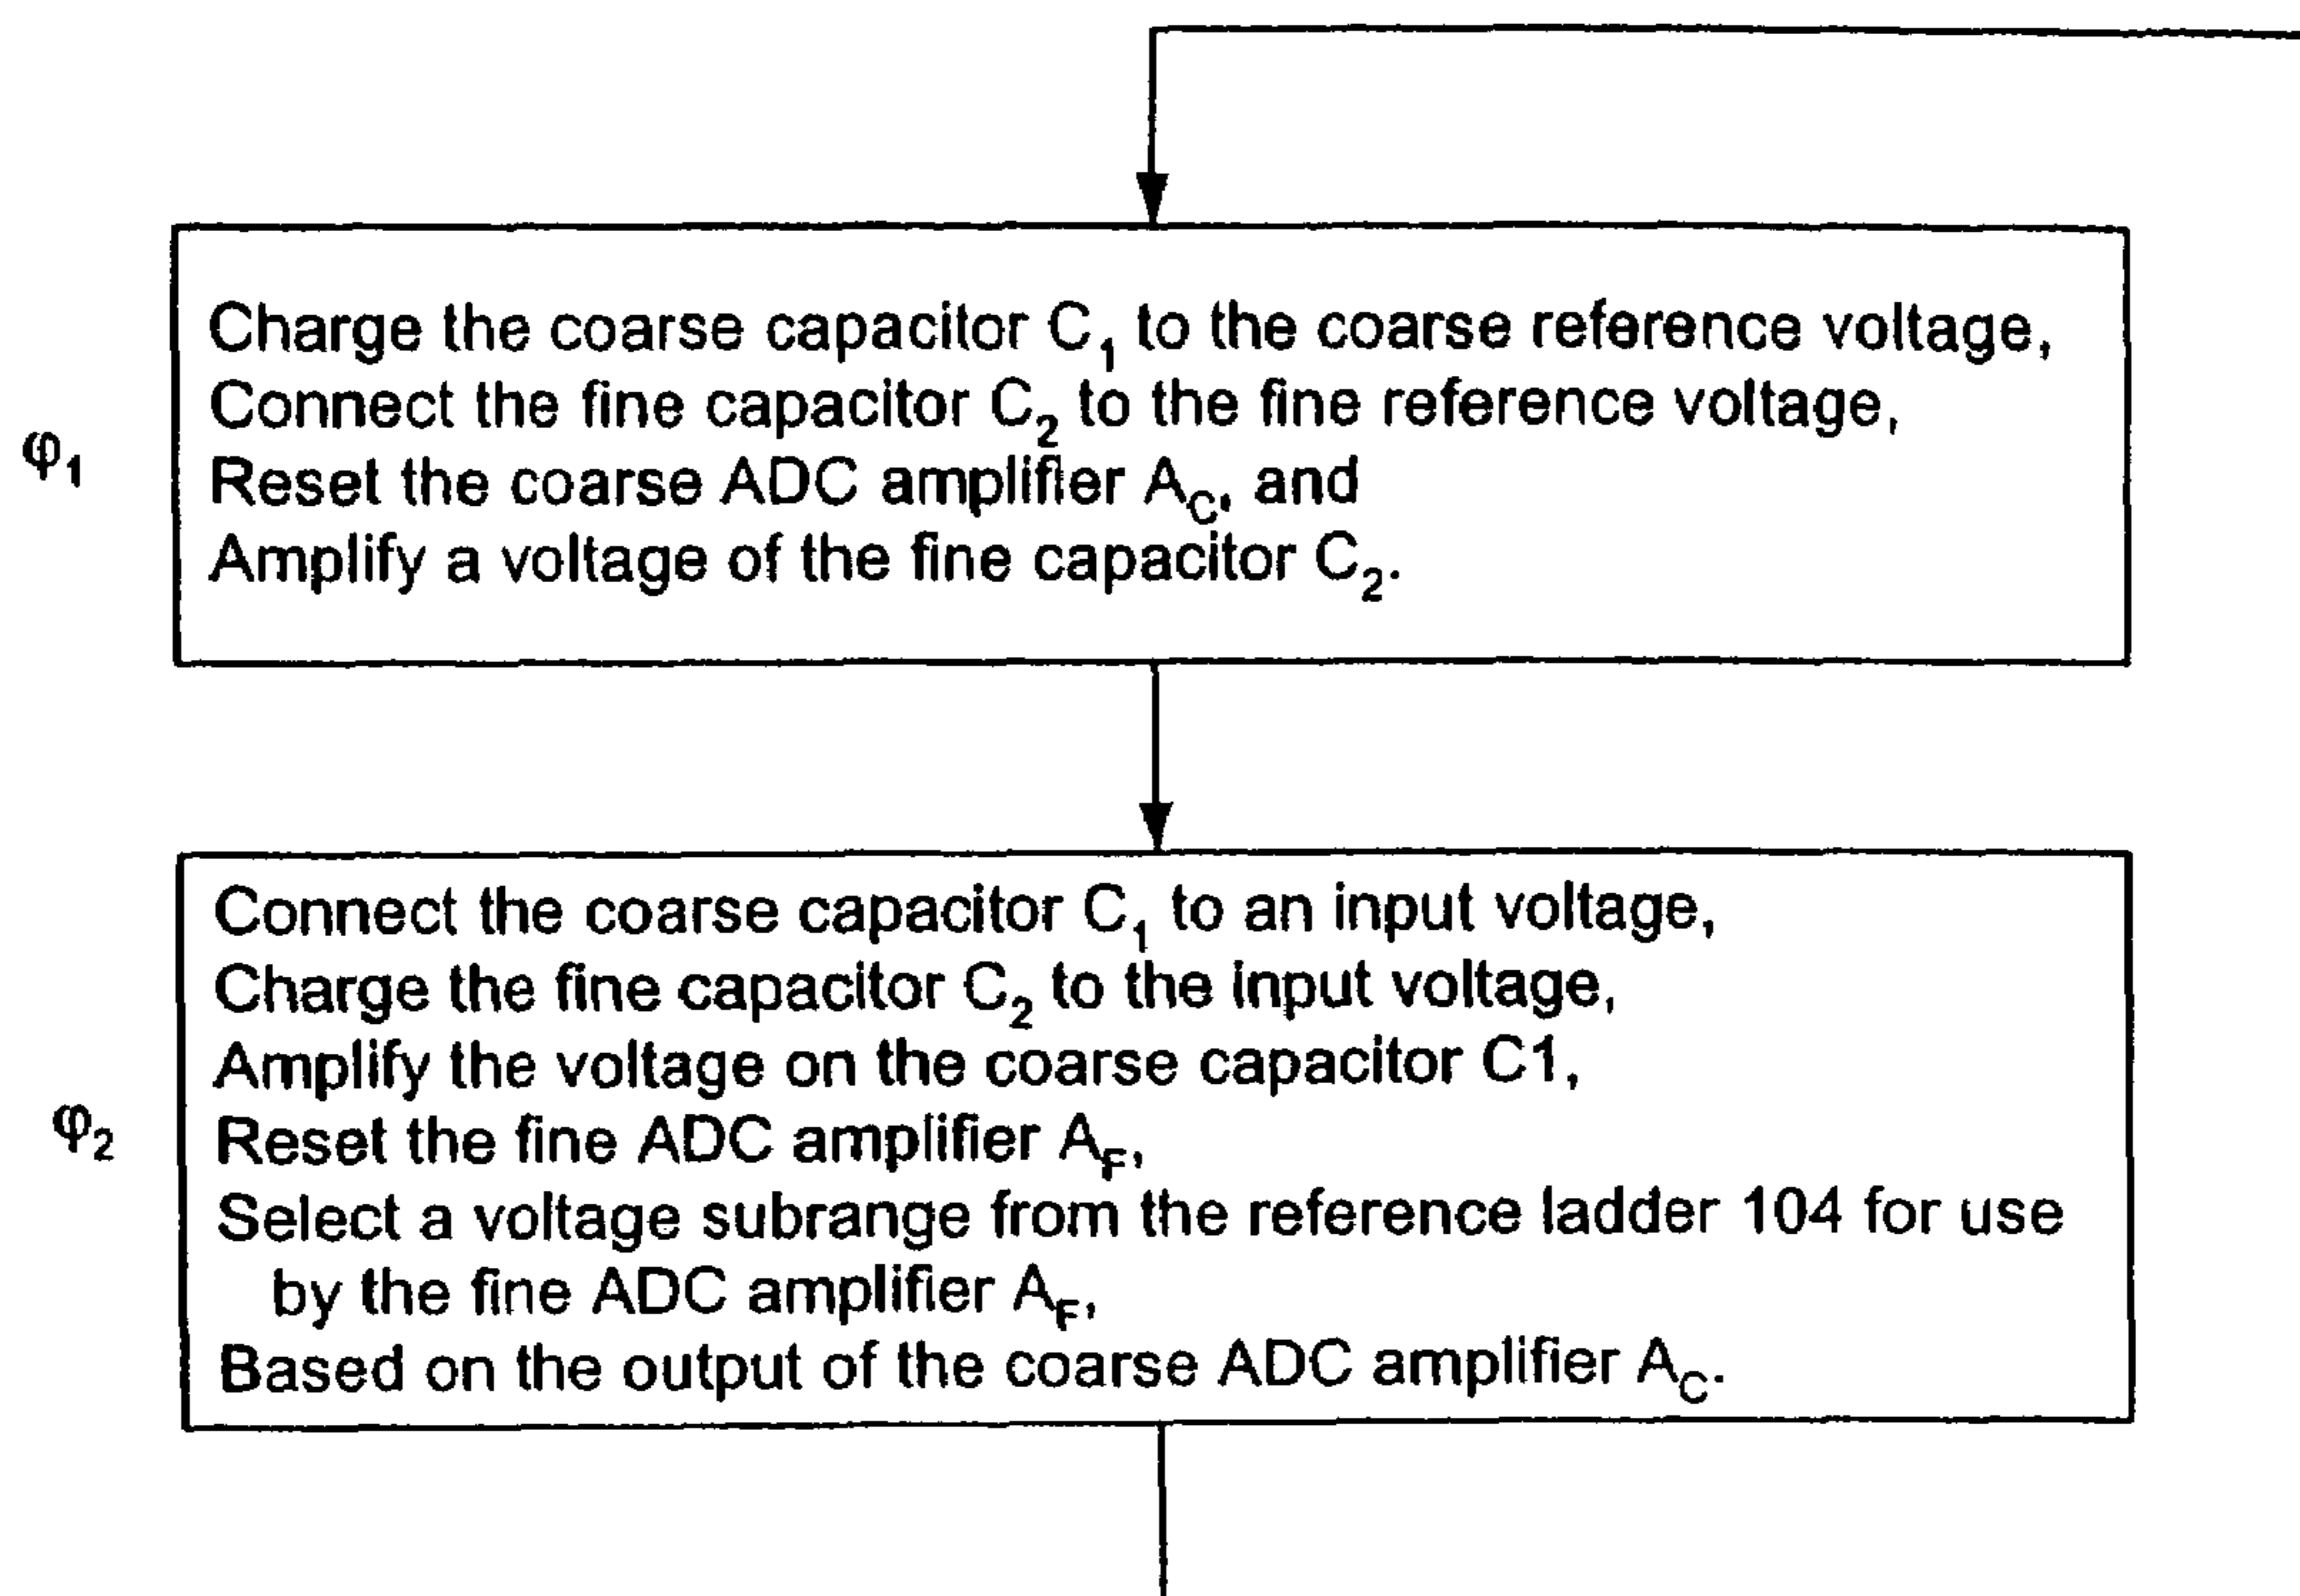 Charge the coarse capacitor C₁ to the coarse reference voltage,
Connect the fine capacitor C₂ to the fine reference voltage,
φ₁
Reset the coarse ADC amplifier A_C, and
Amplify a voltage of the fine capacitor C₂.
Connect the coarse capacitor C₁ to an input voltage,
Charge the fine capacitor C₂ to the input voltage,
Amplify the voltage on the coarse capacitor C1,
φ₂
Reset the fine ADC amplifier A_F,
Select a voltage subrange from the reference ladder 104 for use
by the fine ADC amplifier A_F,
Based on the output of the coarse ADC amplifier A_C.